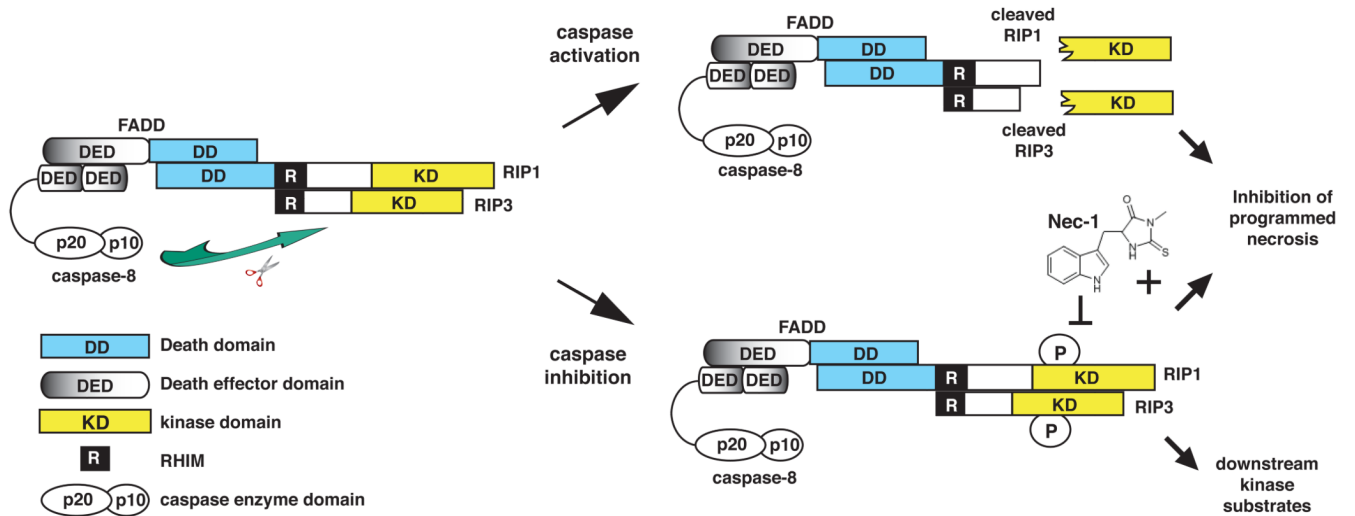 FADD
DED
DD
DED DED
DD
R
KD
RIP1
R
KD
RIP3
p20
p10
caspase-8
DD
Death domain
DED
Death effector domain
KD
kinase domain
R
RHIM
p20
p10
caspase enzyme domain
caspase
activation
FADD
DED
DD
DED DED
DD
R
R
cleaved
RIP1
KD
KD
cleaved
RIP3
p20
p10
caspase-8
Nec-1
O
N
HN
S
N
H
+
Inhibition of
programmed
necrosis
caspase
inhibition
FADD
DED
DD
DED DED
DD
R
P
KD
RIP1
R
KD
RIP3
P
p20
p10
caspase-8
downstream
kinase
substrates